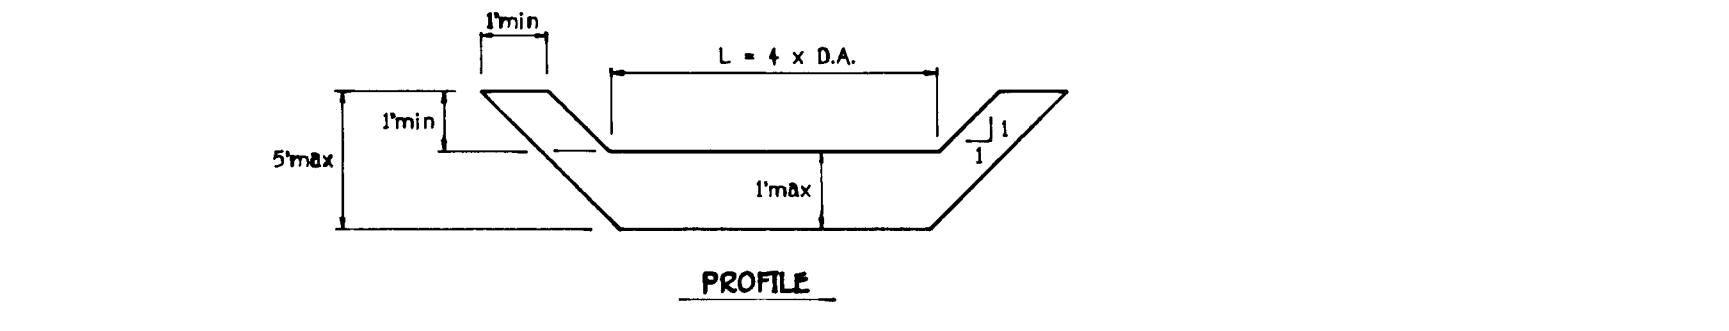 1'min
L = 4 x D.A.
1'min
1
1
5'max
1'max
PROFILE